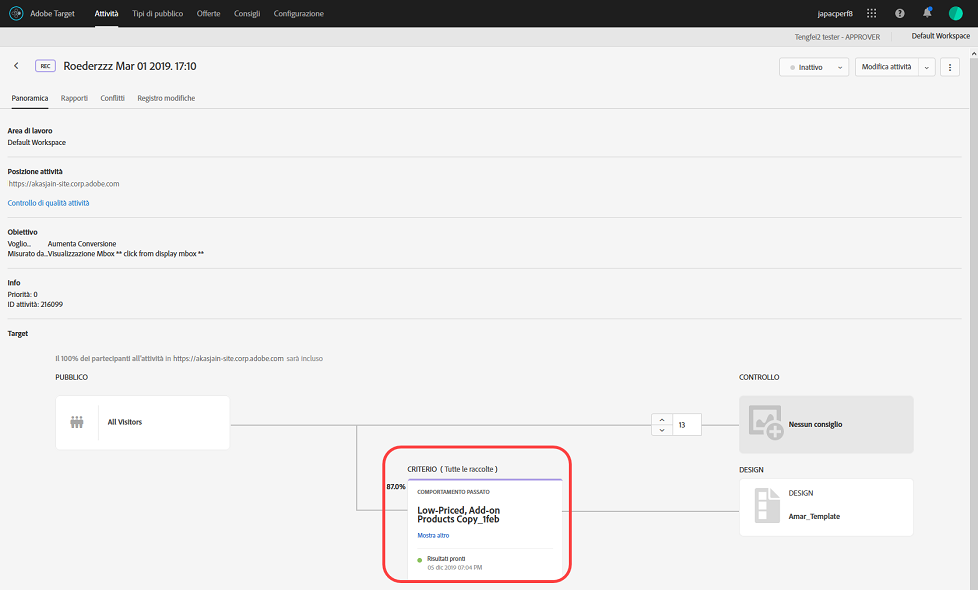 Adobe Target Attività Tipi di pubblico Offerte Consigli Configurazione japacperf8
Tengfei2 tester - APPROVER Default Workspace
REC Roederzzz Mar 01 2019. 17:10 Inattivo Modifica attività
Panoramica Rapporti Conflitti Registro modifiche
Area di lavoro
Default Workspace
Posizione attività
https://akasjain-site.corp.adobe.com
Controllo di qualità attività
Obiettivo
Voglio... Aumenta Conversione
Misurato da...Visualizzazione Mbox ** click from display mbox **
Info
Priorità: 0
ID attività: 216099
Target
Il 100% dei partecipanti all'attività in https://akasjain-site.corp.adobe.com sarà incluso
PUBBLICO CONTROLLO
All Visitors 13 Nessun consiglio
CRITERIO ( Tutte le raccolte ) DESIGN
87.0% COMPORTAMENTO PASSATO DESIGN
Low-Priced, Add-on
Products Copy_1feb Amar_Template
Mostra altro
Risultati pronti
05 dic 2019 07:04 PM